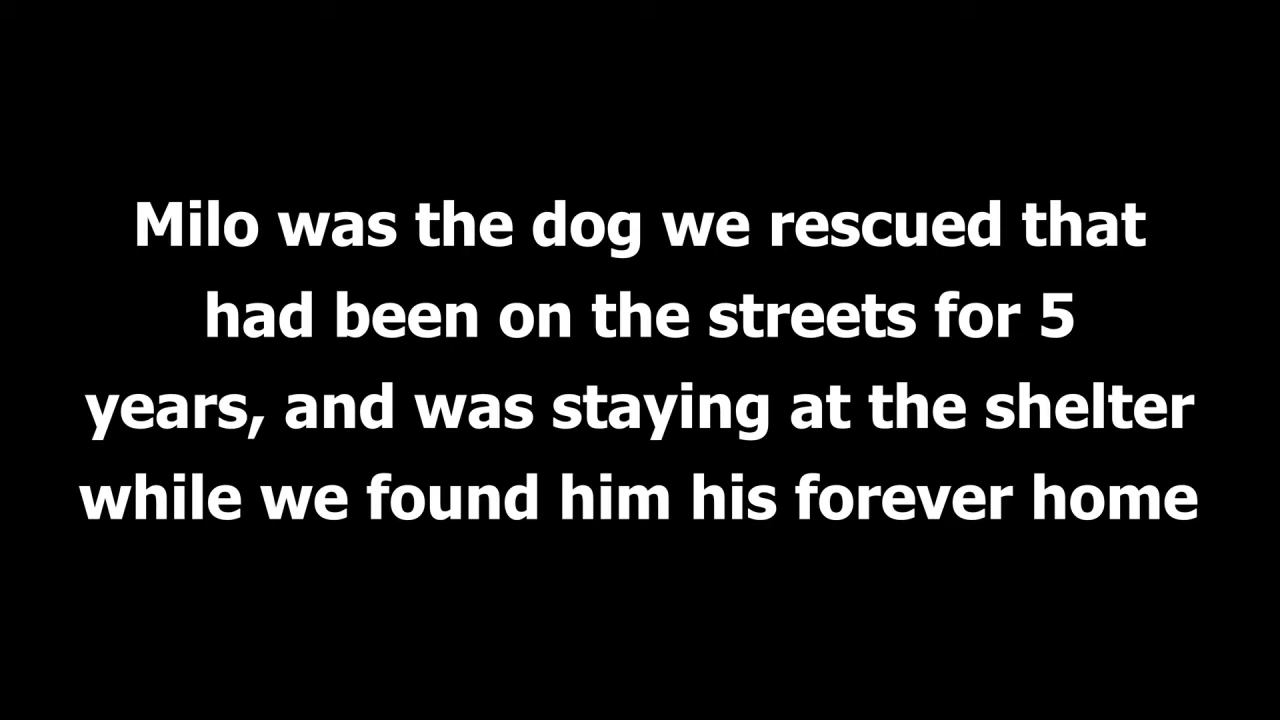 Milo was the dog we rescued that
had been on the streets for 5
years, and was staying at the shelter
while we found him his forever home